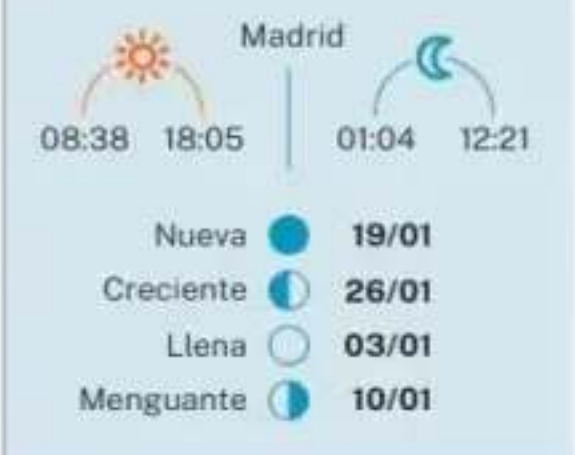 Madrid
08:38 18:05 01:04 12:21
Nueva 19/01
Creciente 26/01
Llena 03/01
Menguante 10/01